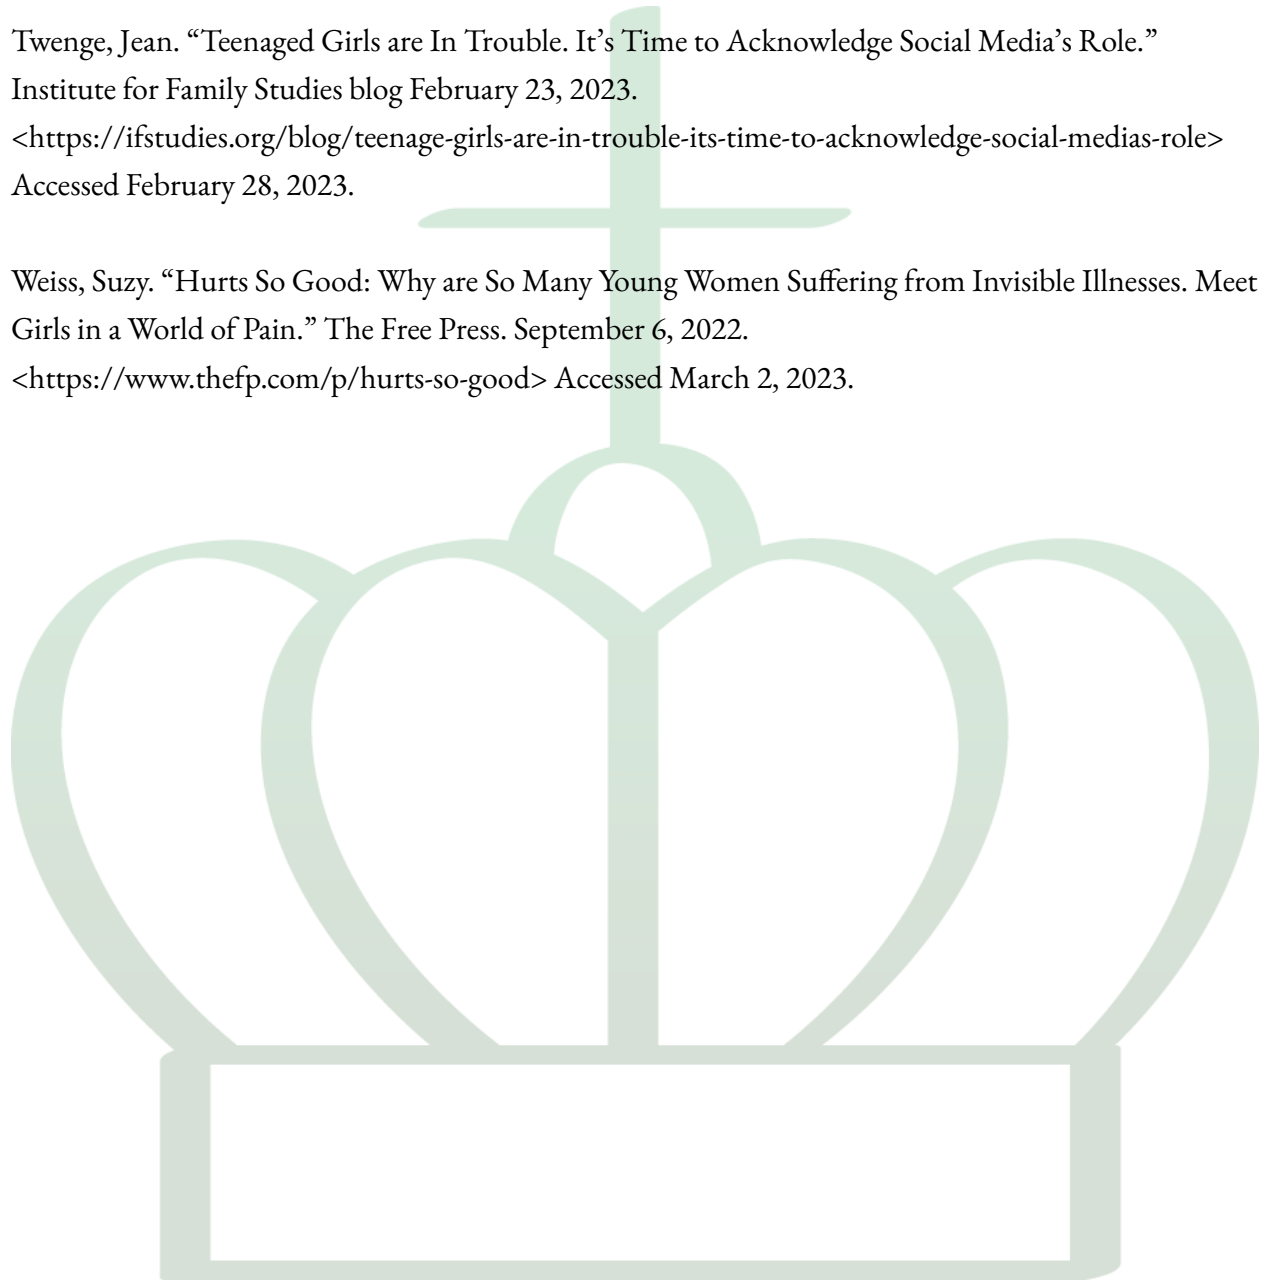 Twenge, Jean. “Teenaged Girls are In Trouble. It’s Time to Acknowledge Social Media’s Role.”
Institute for Family Studies blog February 23, 2023.
<https://ifstudies.org/blog/teenage-girls-are-in-trouble-its-time-to-acknowledge-social-medias-role>
Accessed February 28, 2023.
Weiss, Suzy. “Hurts So Good: Why are So Many Young Women Suffering from Invisible Illnesses. Meet
Girls in a World of Pain.” The Free Press. September 6, 2022.
<https://www.thefp.com/p/hurts-so-good> Accessed March 2, 2023.